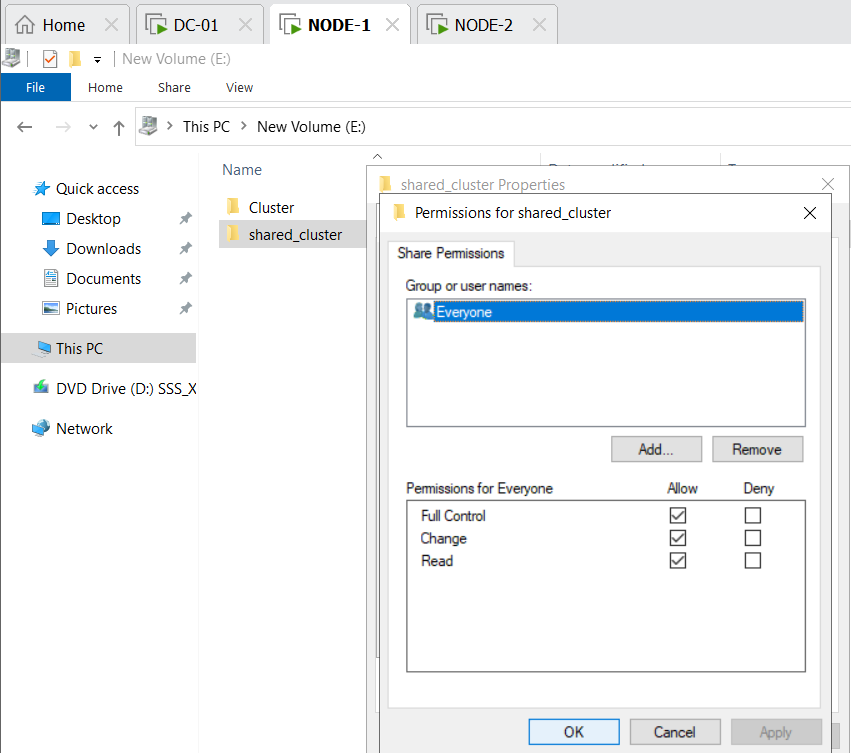 Home DC-01 NODE-1 NODE-2
New Volume (E:)
File Home Share View
This PC New Volume (E:)
Name
Quick access
Desktop
Downloads
Documents
Pictures
This PC
DVD Drive (D:) SSS_X
Network
Cluster
shared_cluster
shared_cluster Properties
Permissions for shared_cluster
Share Permissions
Group or user names:
Everyone
Add... Remove
Permissions for Everyone Allow Deny
Full Control
Change
Read
OK Cancel Apply